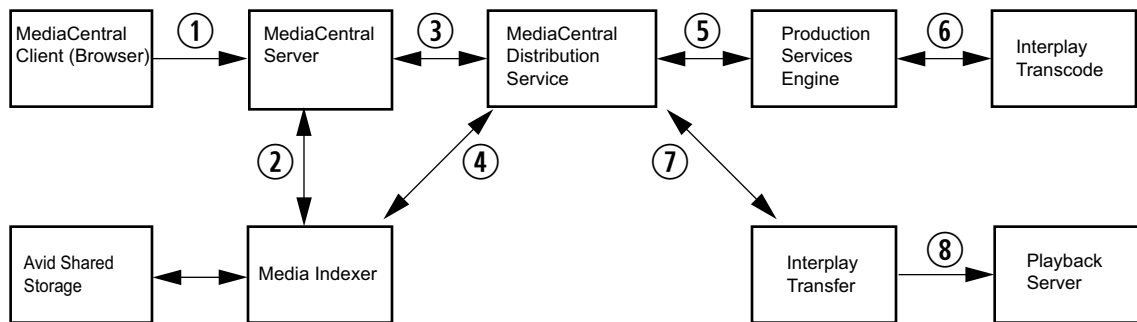 MediaCentral
Client (Browser)
1
MediaCentral
Server
3
MediaCentral
Distribution
Service
5
Production
Services
Engine
6
Interplay
Transcode
2
4
7
Avid Shared
Storage
Media Indexer
Interplay
Transfer
8
Playback
Server